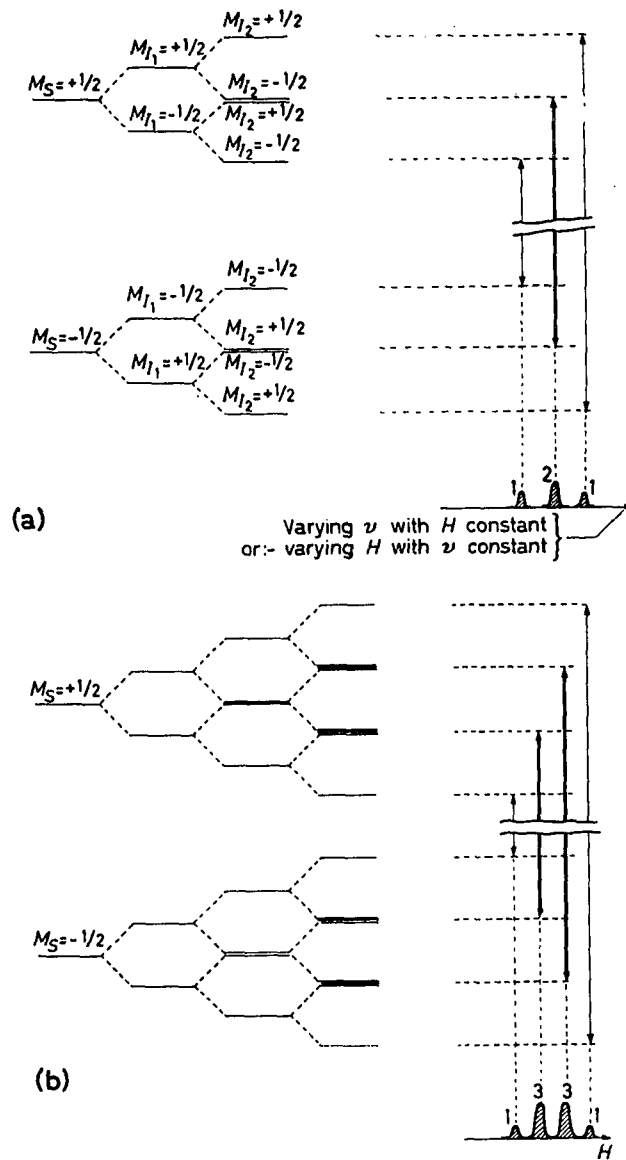 M_I₂=+1/2
M_I₁=+1/2
M_S=+1/2
M_I₂=-1/2
M_I₁=-1/2
M_I₂=+1/2
M_I₂=-1/2
M_I₂=-1/2
M_I₁=-1/2
M_I₂=+1/2
M_S=-1/2
M_I₁=+1/2
M_I₂=-1/2
M_I₂=+1/2
1 2 1
(a)
Varying ν with H constant
or:- varying H with ν constant
M_S=+1/2
M_S=-1/2
(b)
1 3 3 1
H